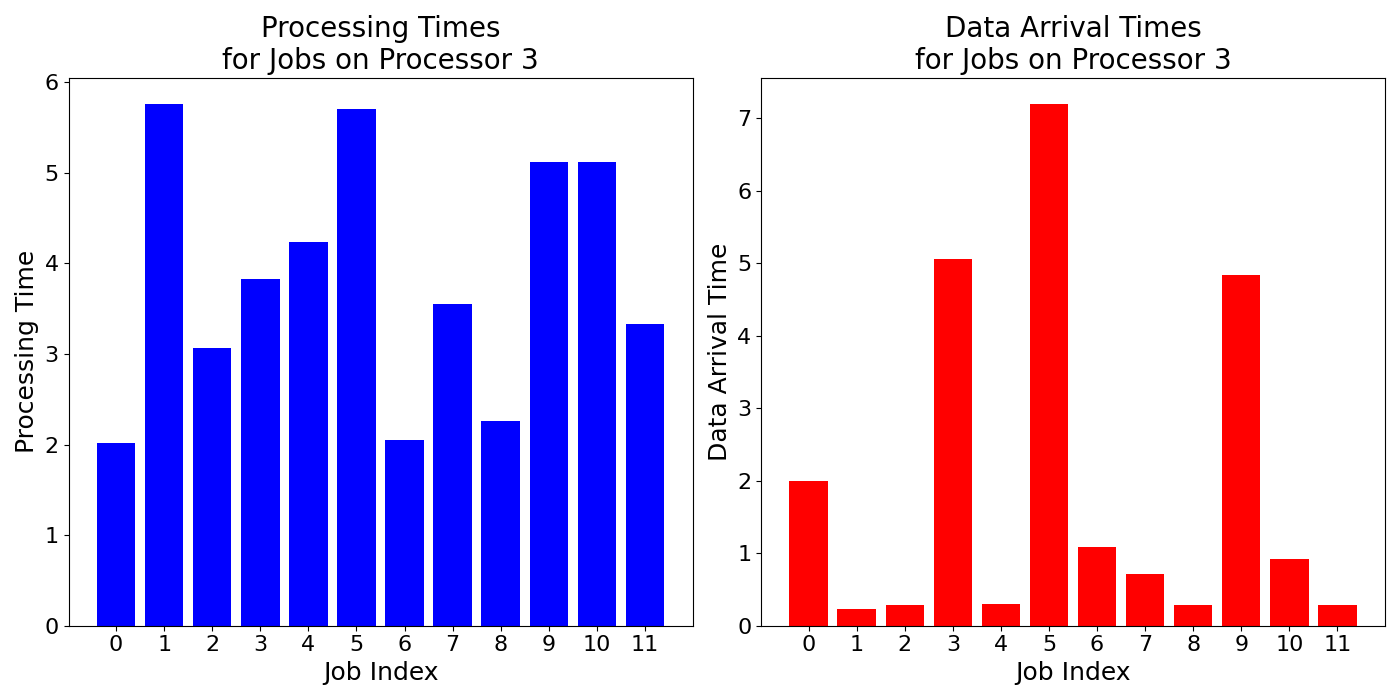 Processing Times
for Jobs on Processor 3
Processing Time
6
5
4
3
2
1
0
0 1 2 3 4 5 6 7 8 9 10 11
Job Index
Data Arrival Times
for Jobs on Processor 3
Data Arrival Time
7
6
5
4
3
2
1
0
0 1 2 3 4 5 6 7 8 9 10 11
Job Index